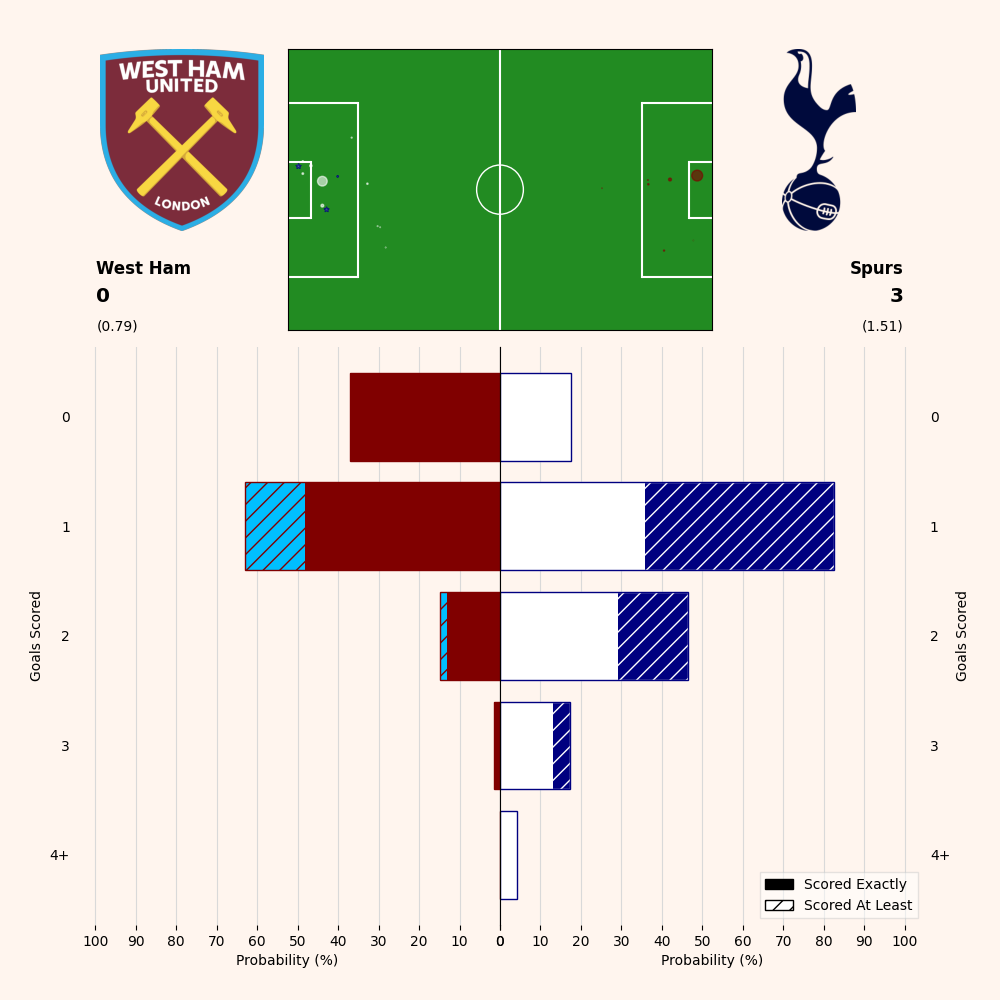 WEST HAM
UNITED
LONDON
West Ham
0
(0.79)
Spurs
3
(1.51)
0
0
1
1
2
2
3
3
4+
4+
Goals Scored
Goals Scored
Scored Exactly
Scored At Least
100 90 80 70 60 50 40 30 20 10 0 10 20 30 40 50 60 70 80 90 100
Probability (%)
Probability (%)